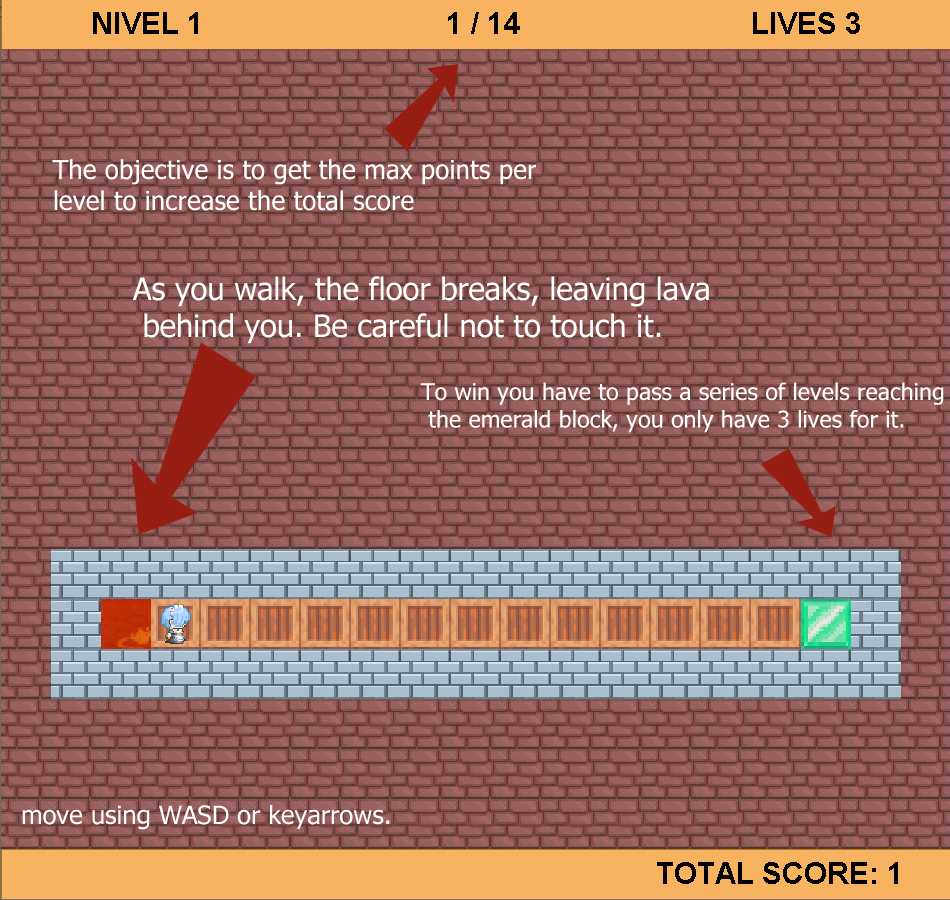 NIVEL 1
1 / 14
LIVES 3
The objective is to get the max points per
level to increase the total score
As you walk, the floor breaks, leaving lava
behind you. Be careful not to touch it.
To win you have to pass a series of levels reaching
the emerald block, you only have 3 lives for it.
move using WASD or keyarrows.
TOTAL SCORE: 1